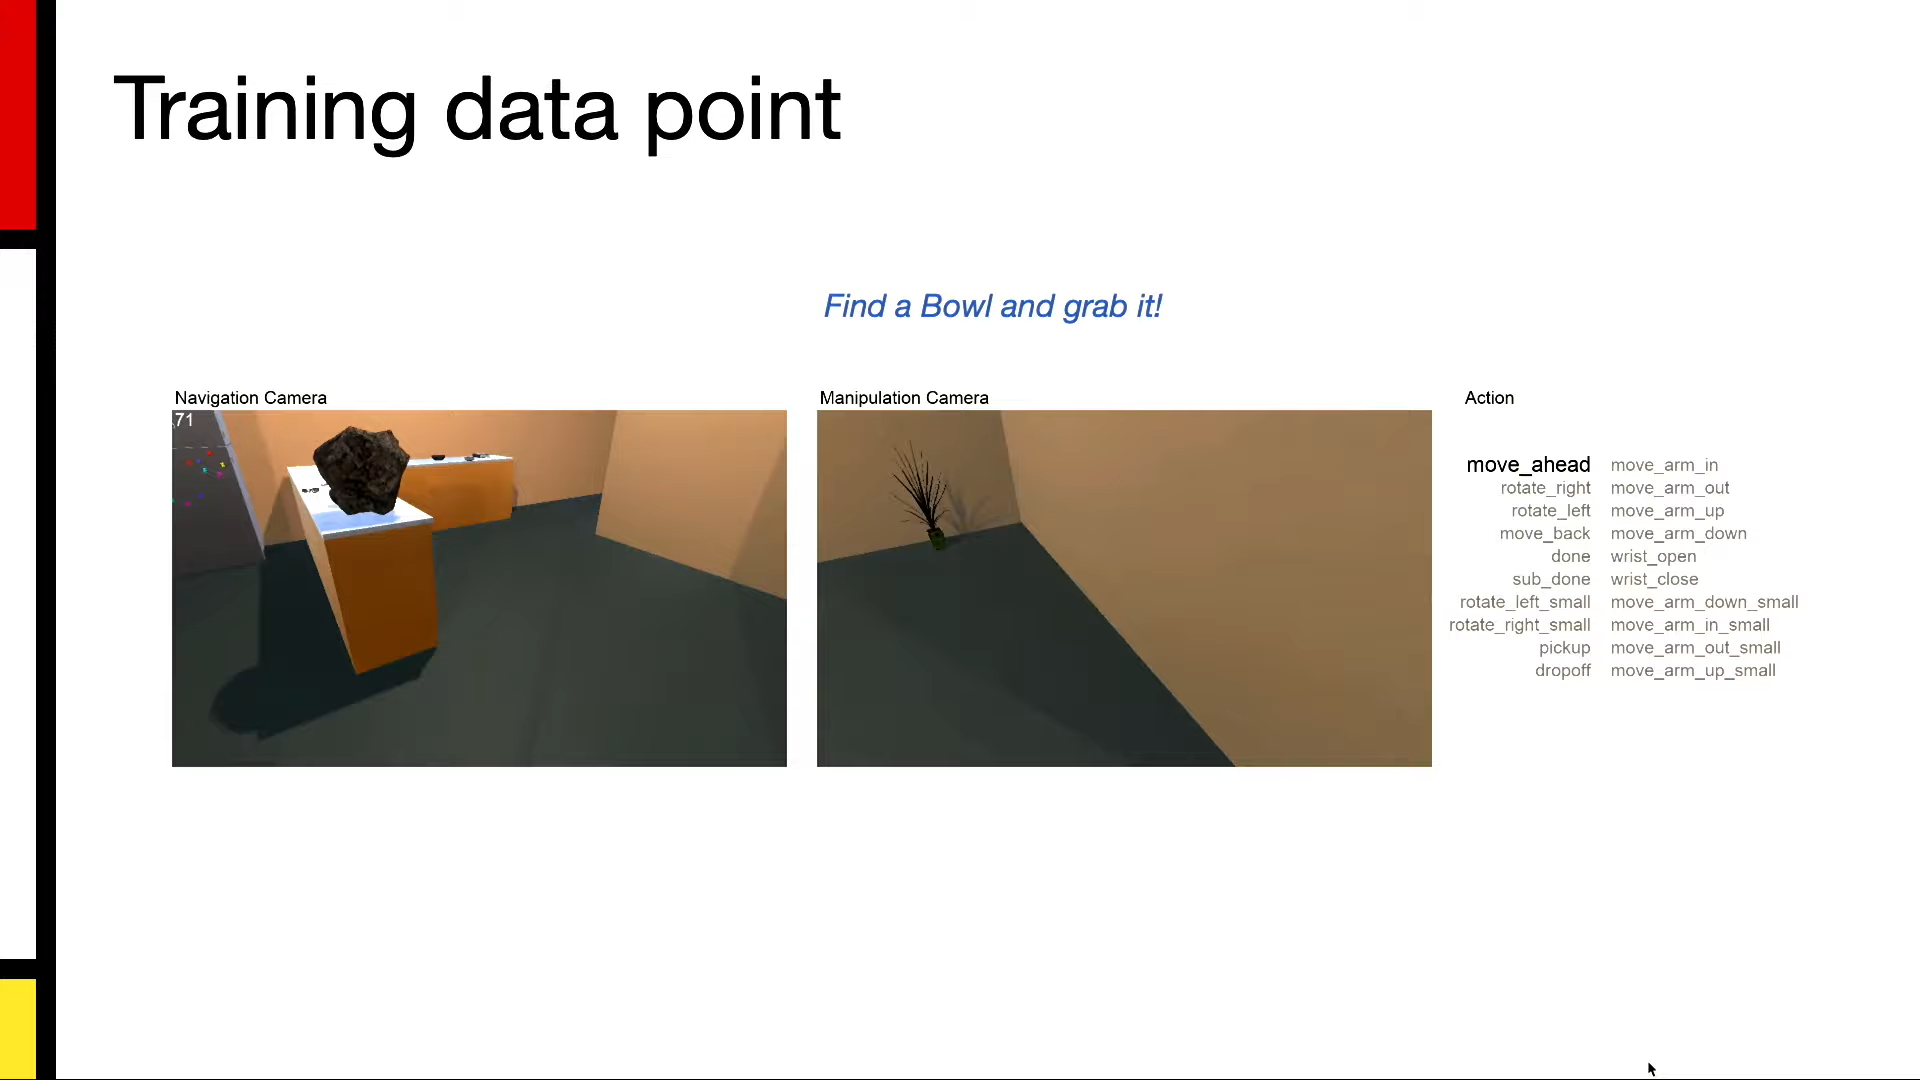 Training data point
Find a Bowl and grab it!
Navigation Camera
Manipulation Camera
Action
71
move_ahead move_arm_in
rotate_right move_arm_out
rotate_left move_arm_up
move_back move_arm_down
done wrist_open
sub_done wrist_close
rotate_left_small move_arm_down_small
rotate_right_small move_arm_in_small
pickup move_arm_out_small
dropoff move_arm_up_small